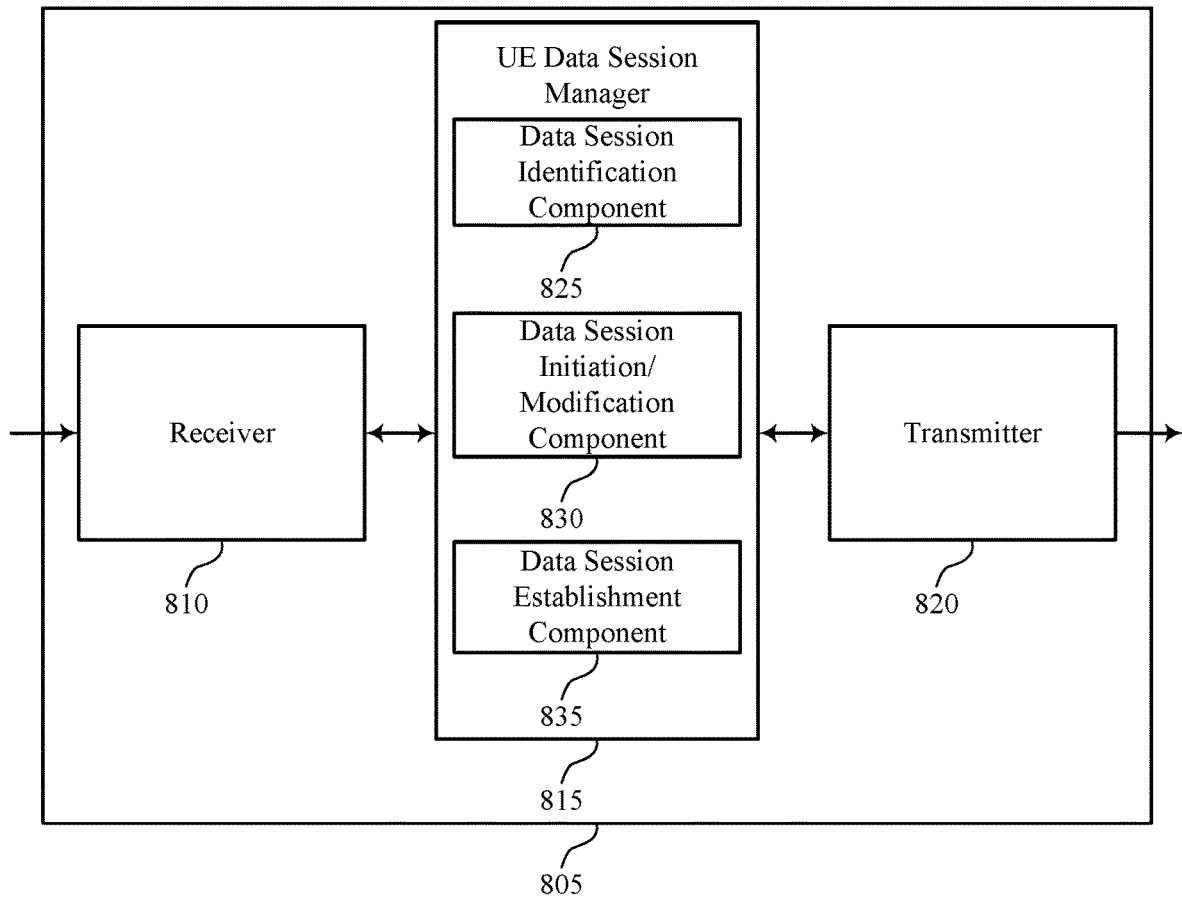 UE Data Session
Manager
Data Session
Identification
Component
825
Data Session
Initiation/
Modification
Component
830
Data Session
Establishment
Component
835
815
Receiver
810
Transmitter
820
805